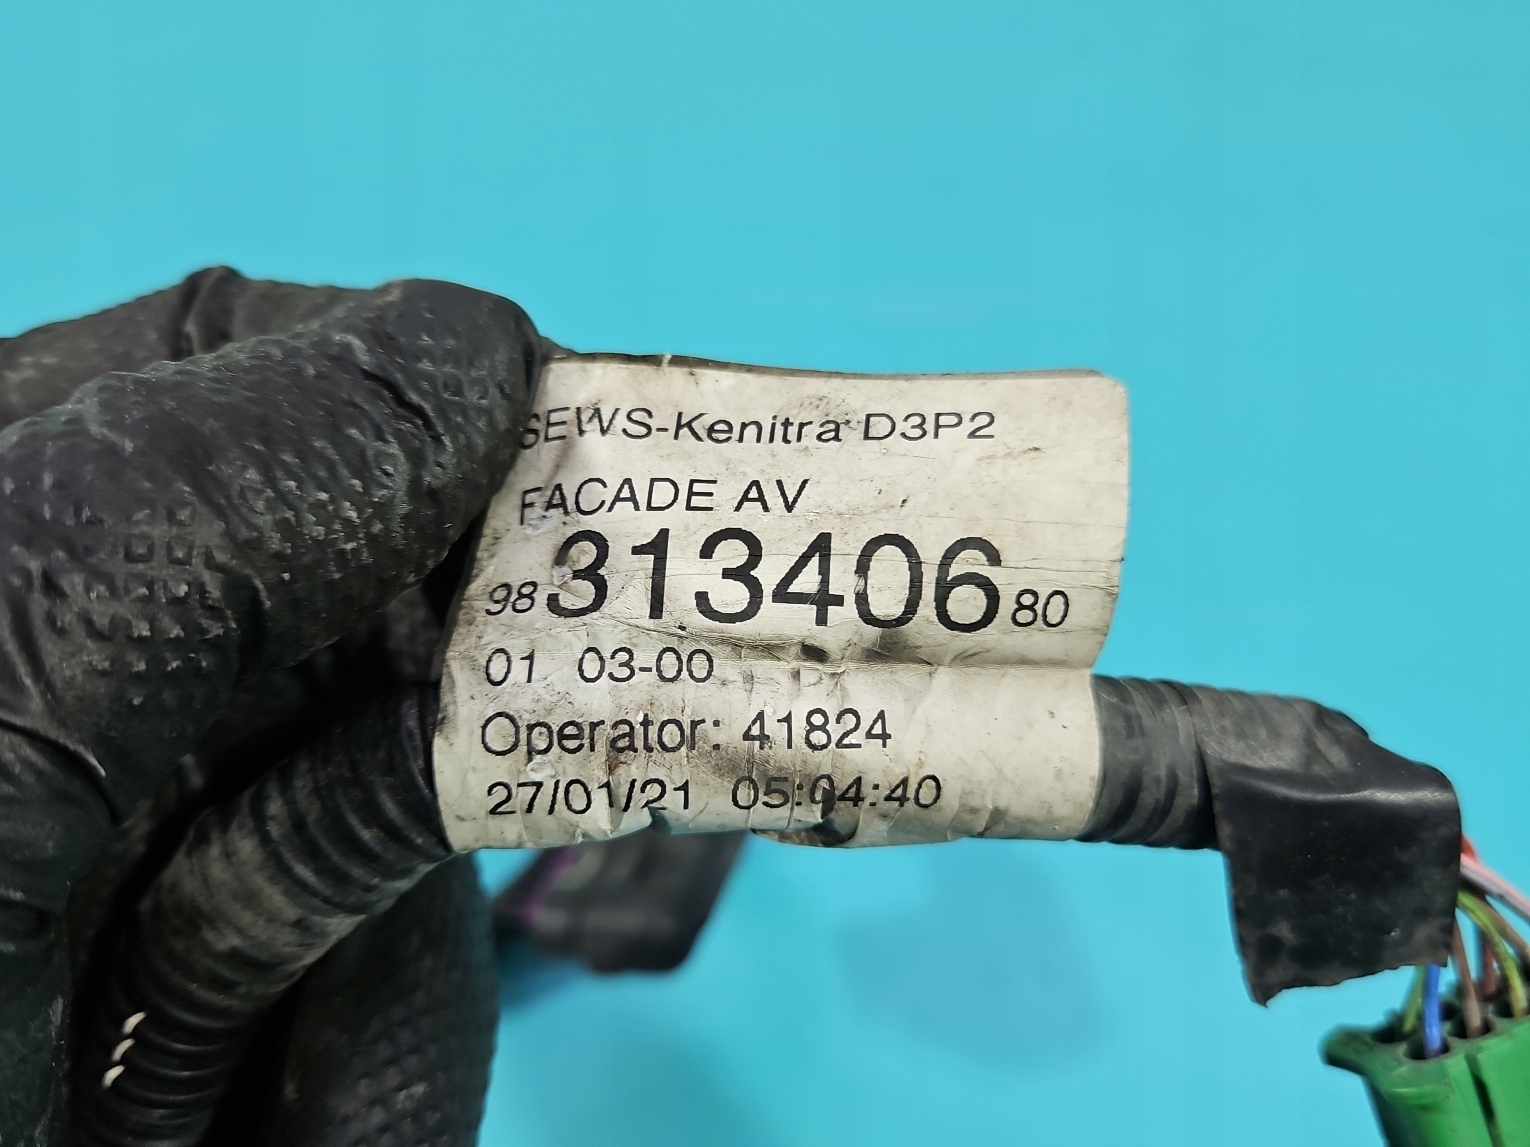 SEWS-Kenitra D3P2
FACADE AV
98 313406 80
01 03-00
Operator: 41824
27/01/21 05:04:40